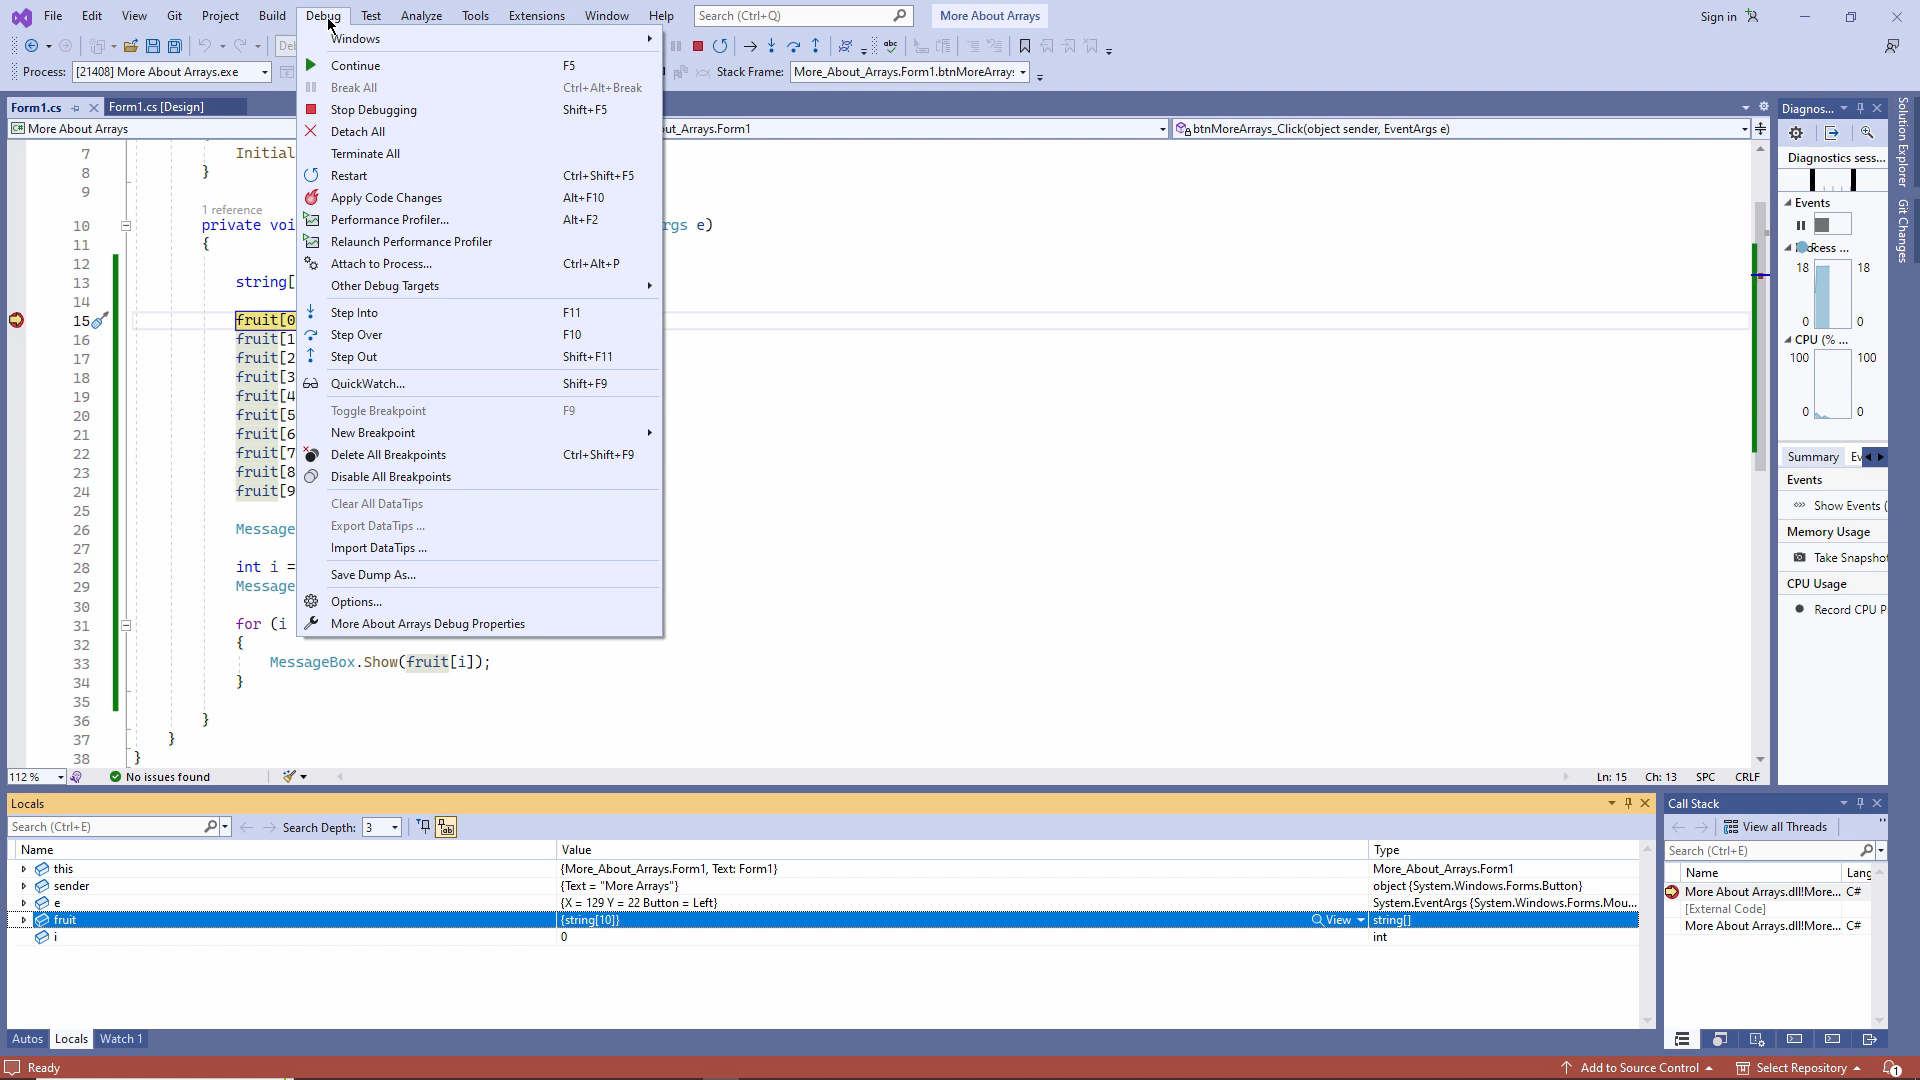 File Edit View Git Project Build Debug Test Analyze Tools Extensions Window Help Search (Ctrl+Q) More About Arrays Sign in
Process: [21408] More About Arrays.exe Stack Frame: More_About_Arrays.Form1.btnMoreArrays
Form1.cs Form1.cs [Design]
More About Arrays ut_Arrays.Form1 btnMoreArrays_Click(object sender, EventArgs e)
Windows
Continue F5
Break All Ctrl+Alt+Break
Stop Debugging Shift+F5
Detach All
Terminate All
Restart Ctrl+Shift+F5
Apply Code Changes Alt+F10
Performance Profiler... Alt+F2
Relaunch Performance Profiler
Attach to Process... Ctrl+Alt+P
Other Debug Targets
Step Into F11
Step Over F10
Step Out Shift+F11
QuickWatch... Shift+F9
Toggle Breakpoint F9
New Breakpoint
Delete All Breakpoints Ctrl+Shift+F9
Disable All Breakpoints
Clear All DataTips
Export DataTips ...
Import DataTips ...
Save Dump As...
Options...
More About Arrays Debug Properties
7 Initial
8 }
9
1 reference
10 private voi rgs e)
11 {
12
13 string[
14
15 fruit[0
16 fruit[1
17 fruit[2
18 fruit[3
19 fruit[4
20 fruit[5
21 fruit[6
22 fruit[7
23 fruit[8
24 fruit[9
25
26 Message
27
28 int i =
29 Message
30
31 for (i
32 {
33 MessageBox.Show(fruit[i]);
34 }
35
36 }
37 }
38 }
112 % No issues found Ln: 15 Ch: 13 SPC CRLF
Diagnos...
Diagnostics sess...
Events
ocess ...
18 18
0 0
CPU (% ...
100 100
0 0
Summary Ev
Events
Show Events (
Memory Usage
Take Snapshot
CPU Usage
Record CPU P
Solution Explorer
Git Changes
Locals
Search (Ctrl+E) Search Depth: 3
Name Value Type
this {More_About_Arrays.Form1, Text: Form1} More_About_Arrays.Form1
sender {Text = "More Arrays"} object {System.Windows.Forms.Button}
e {X = 129 Y = 22 Button = Left} System.EventArgs {System.Windows.Forms.Mou...
fruit {string[10]} View string[]
i 0 int
Autos Locals Watch 1
Call Stack
View all Threads
Search (Ctrl+E)
Name Lang
More About Arrays.dll!More... C#
[External Code]
More About Arrays.dll!More... C#
Ready Add to Source Control Select Repository 1